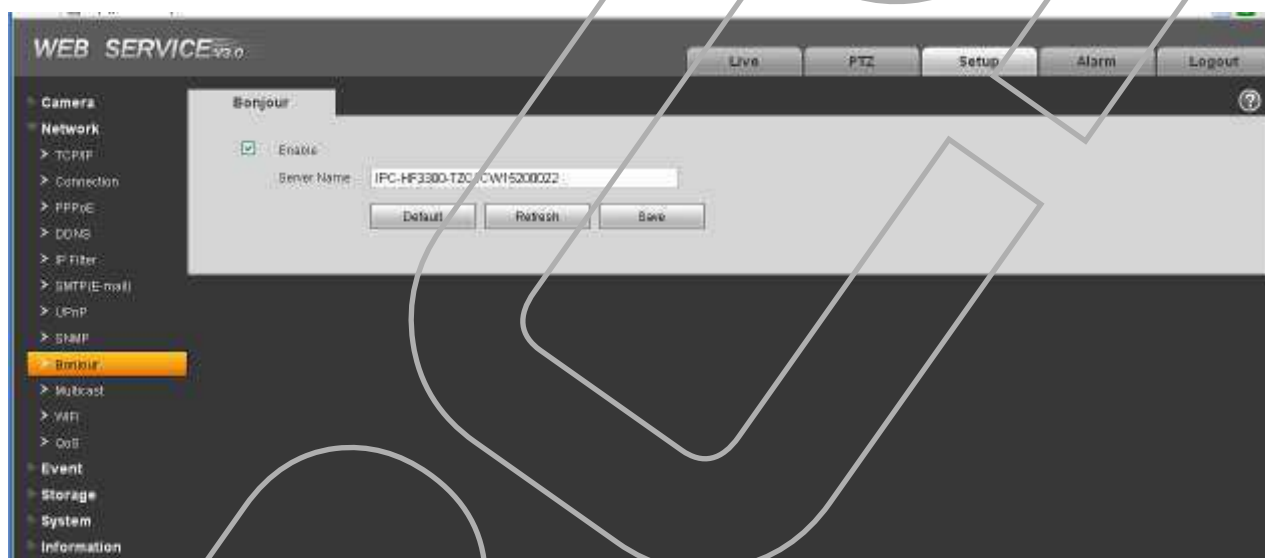 WEB SERVICE V3.0
Live
PTZ
Setup
Alarm
Logout
Camera
Network
TCP/IP
Connection
PPPoE
DDNS
IP Filter
SMTP(E-mail)
UPnP
SNMP
Bonjour
Multicast
WIFI
QoS
Event
Storage
System
Information
Bonjour
Enable
Server Name
Default Refresh Save